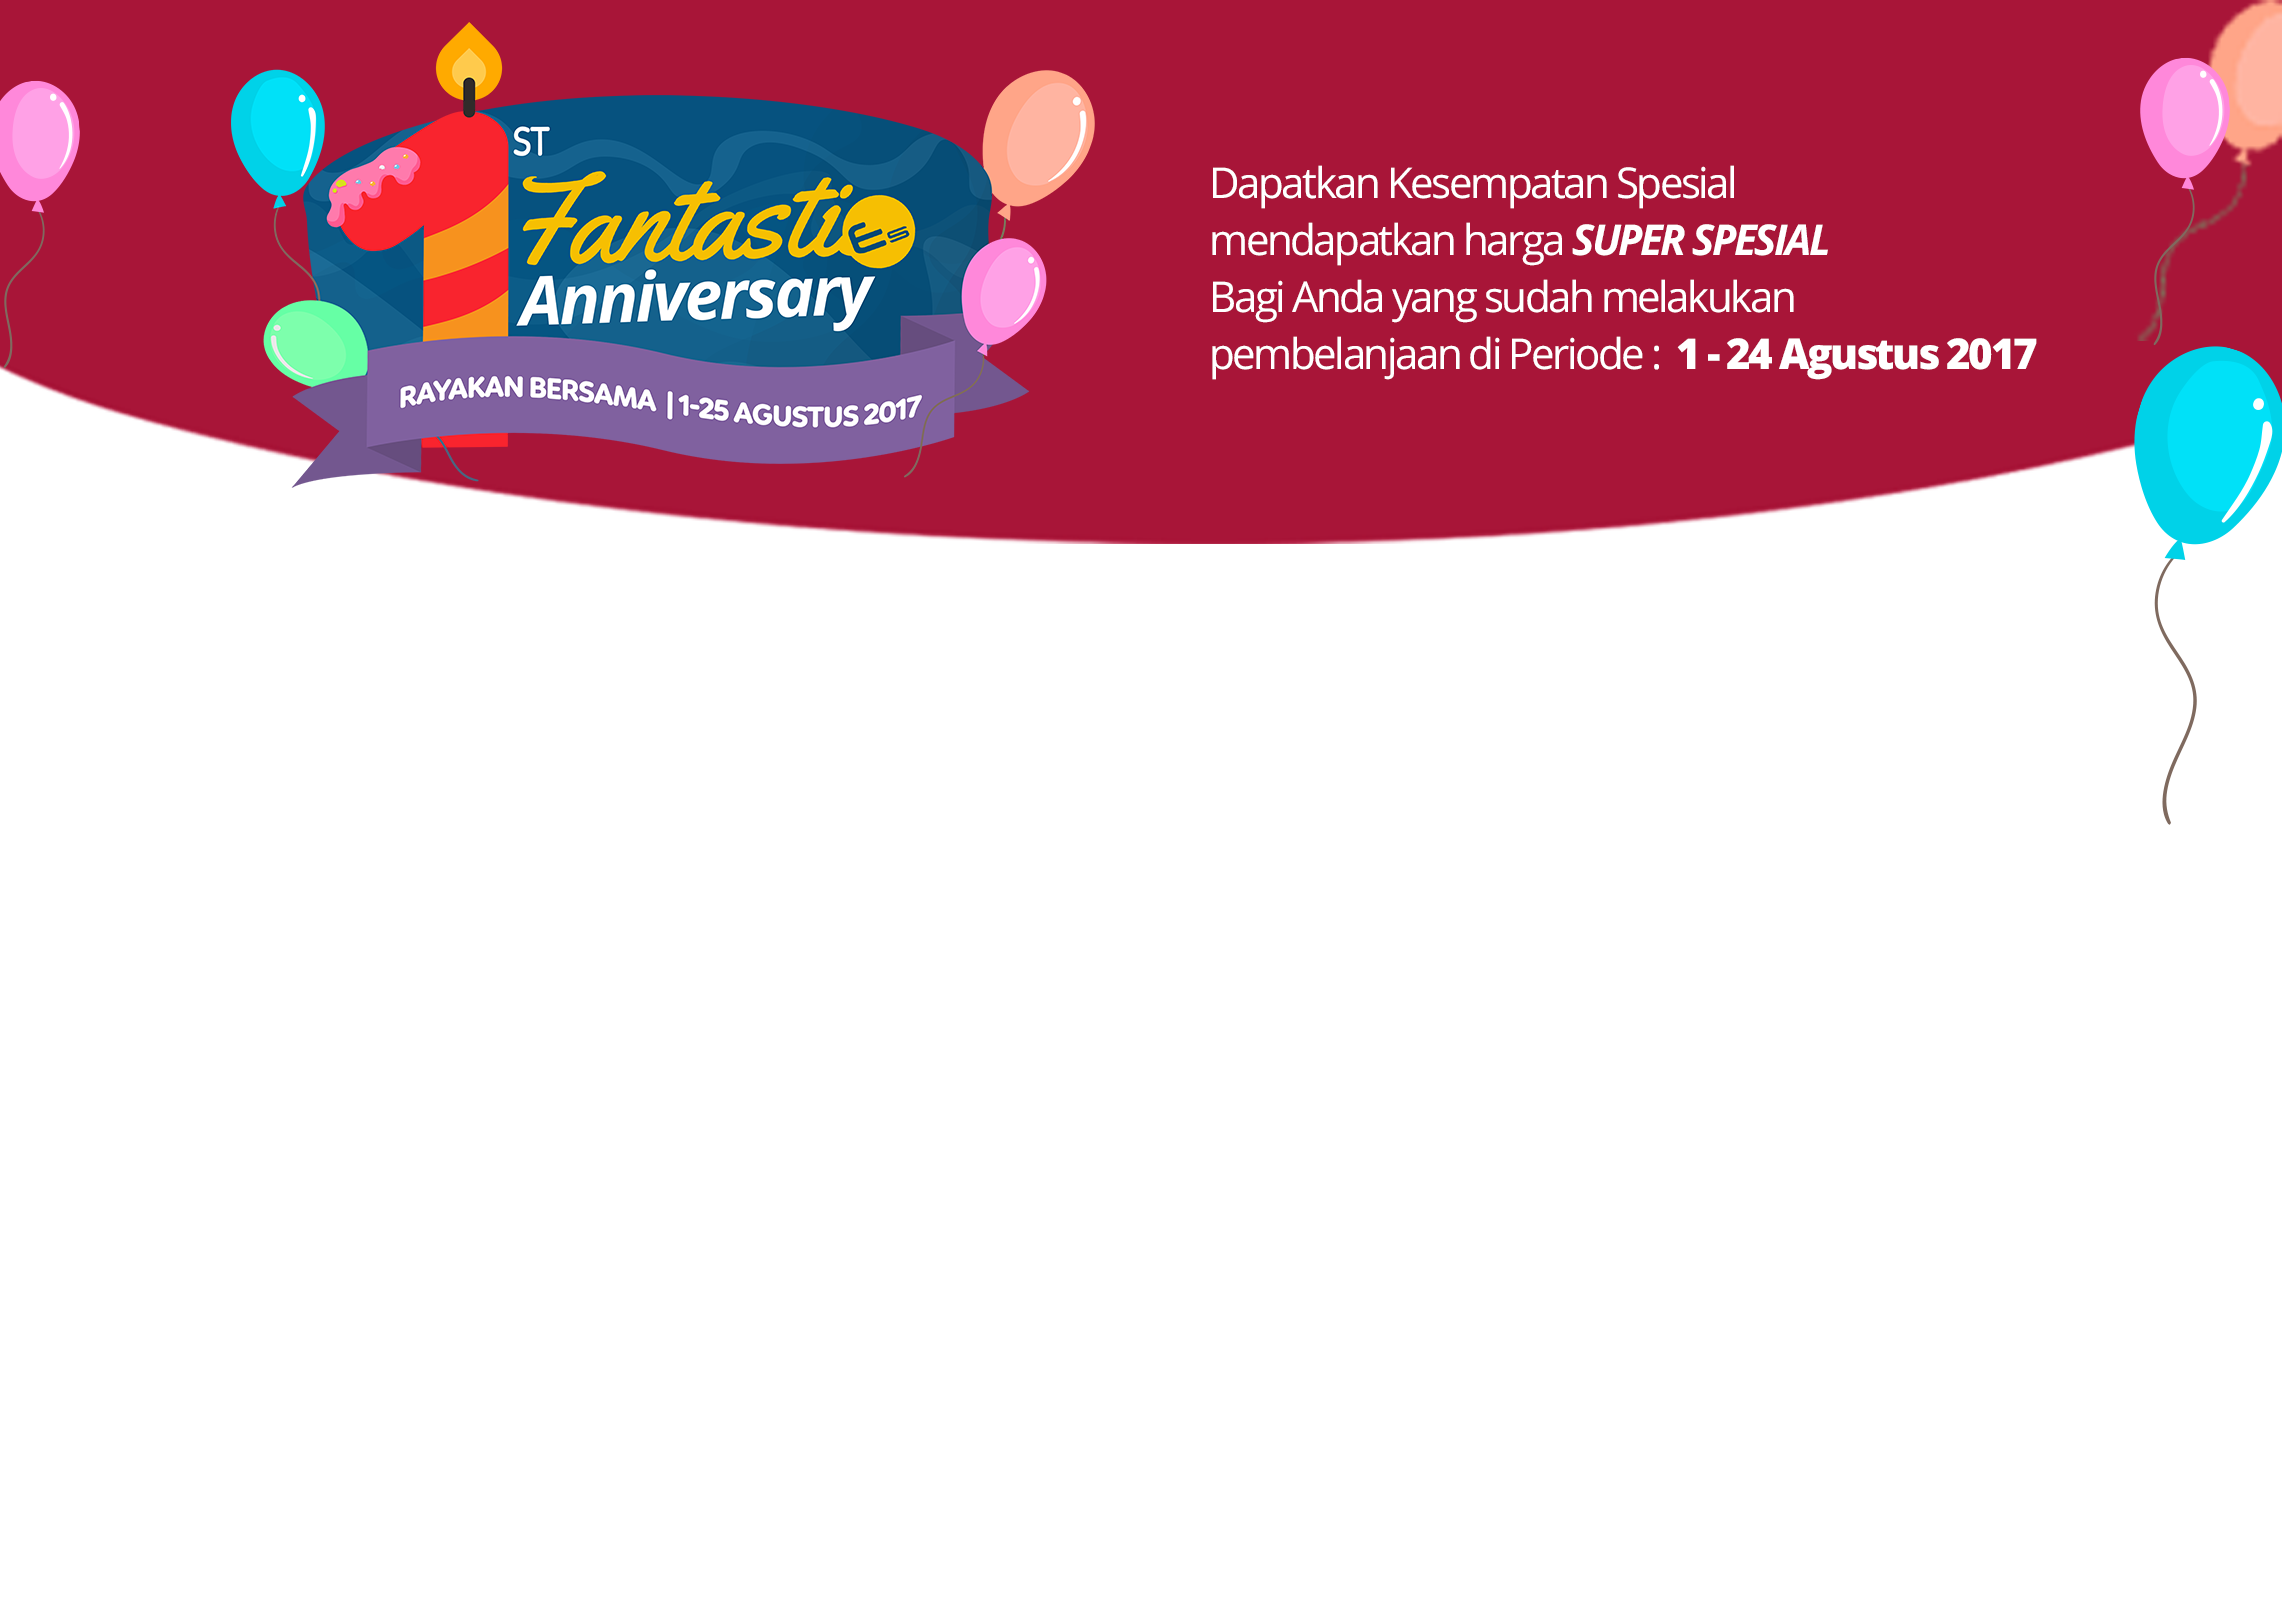 1 ST
Fantastic
ES
Anniversary
RAYAKAN BERSAMA | 1-25 AGUSTUS 2017
Dapatkan Kesempatan Spesial
mendapatkan harga SUPER SPESIAL
Bagi Anda yang sudah melakukan
pembelanjaan di Periode : 1 - 24 Agustus 2017